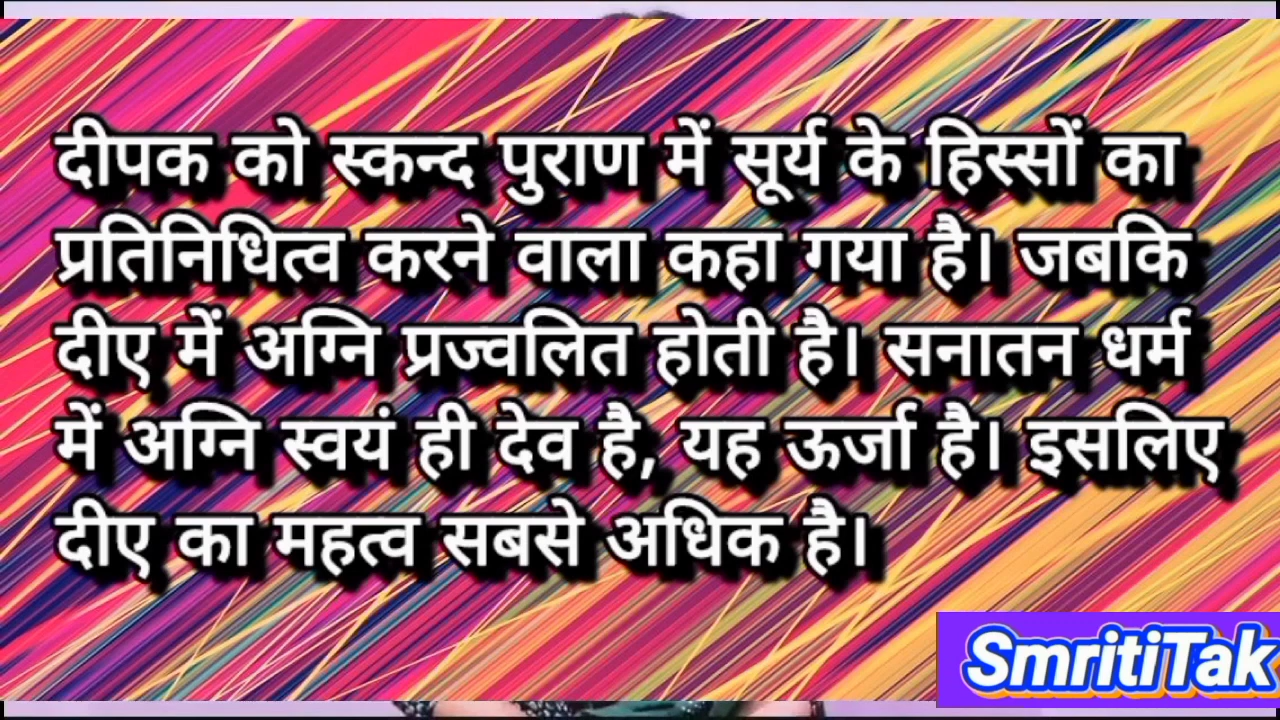 दीपक को स्कन्द पुराण में सूर्य के हिस्सों का
प्रतिनिधित्व करने वाला कहा गया है। जबकि
दीए में अग्नि प्रज्वलित होती है। सनातन धर्म
में अग्नि स्वयं ही देव है, यह ऊर्जा है। इसलिए
दीए का महत्व सबसे अधिक है।
SmritiTak